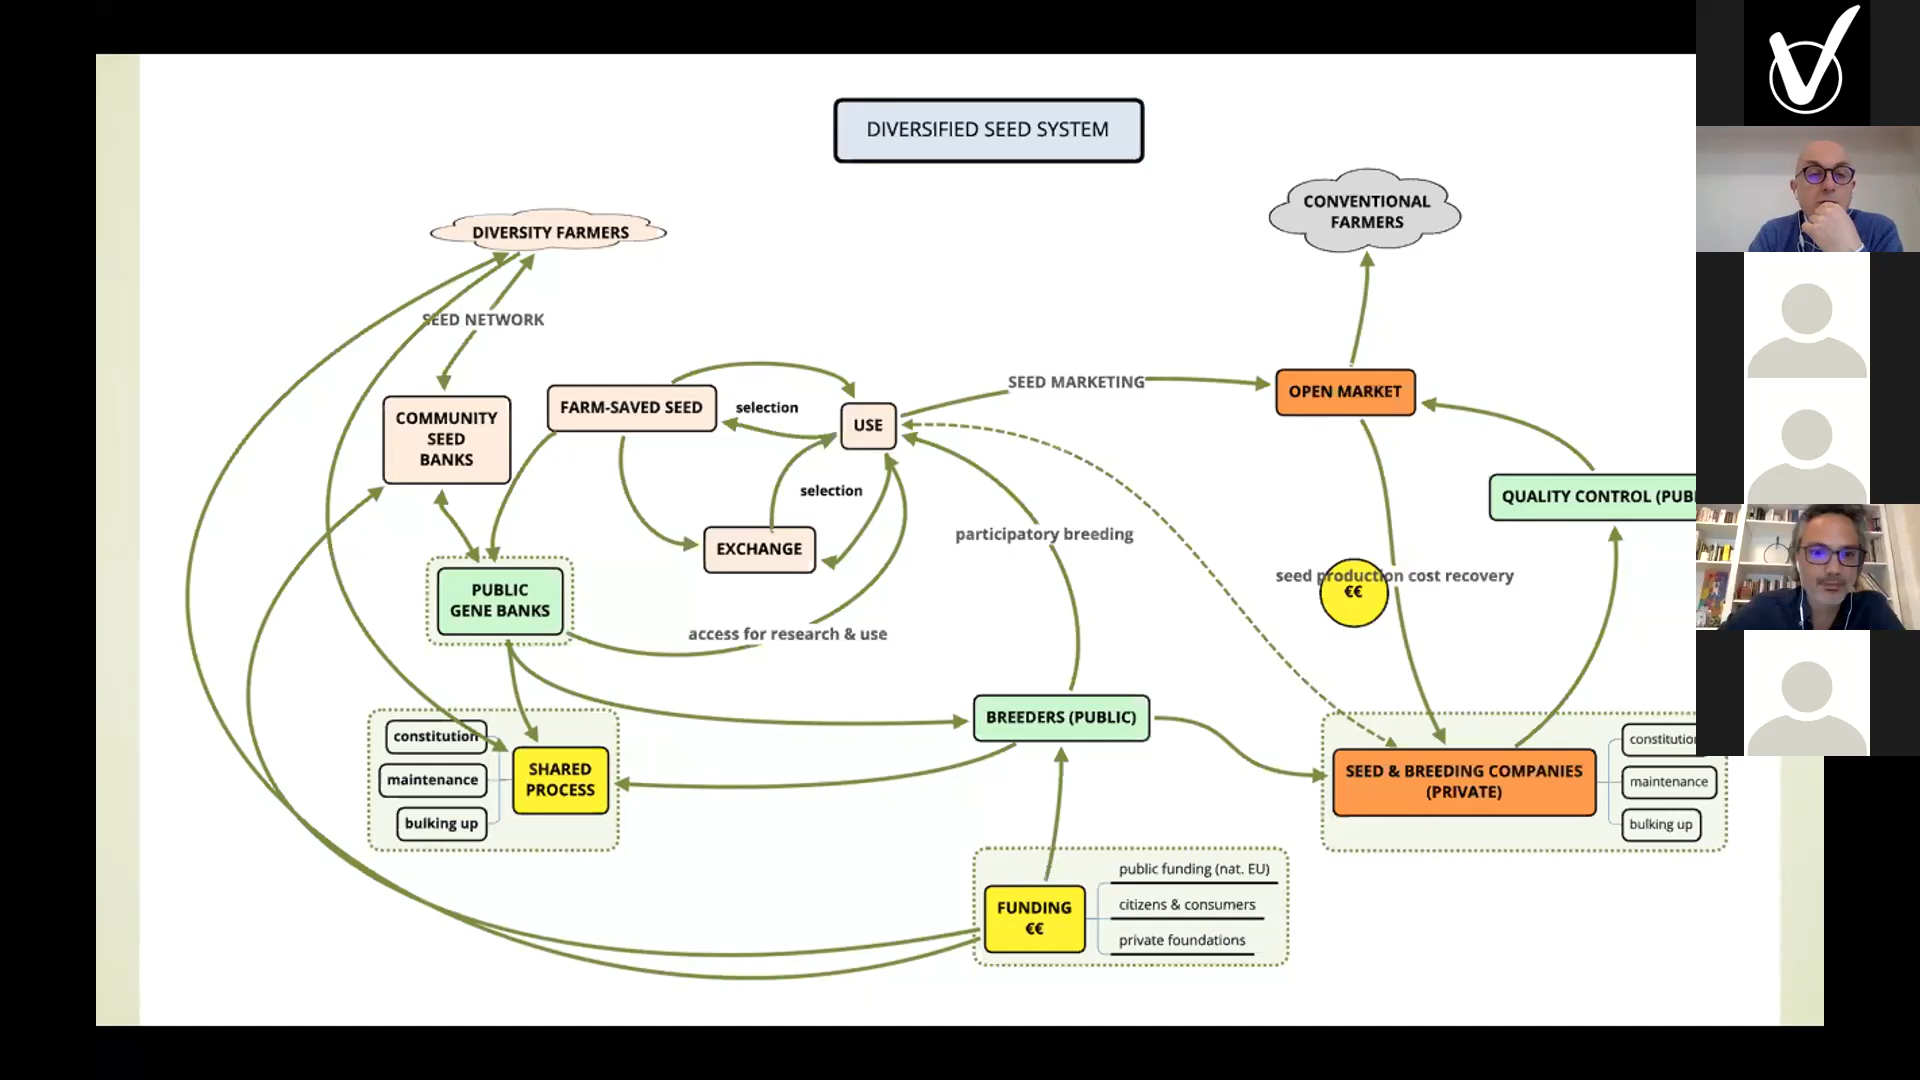 DIVERSIFIED SEED SYSTEM
CONVENTIONAL
FARMERS
DIVERSITY FARMERS
SEED NETWORK
SEED MARKETING
OPEN MARKET
COMMUNITY
SEED
BANKS
FARM-SAVED SEED
selection
USE
selection
QUALITY CONTROL (PUB
EXCHANGE
participatory breeding
seed production cost recovery
€€
PUBLIC
GENE BANKS
access for research & use
BREEDERS (PUBLIC)
constitution
maintenance
bulking up
SHARED
PROCESS
SEED & BREEDING COMPANIES
(PRIVATE)
constitution
maintenance
bulking up
FUNDING
€€
public funding (nat. EU)
citizens & consumers
private foundations